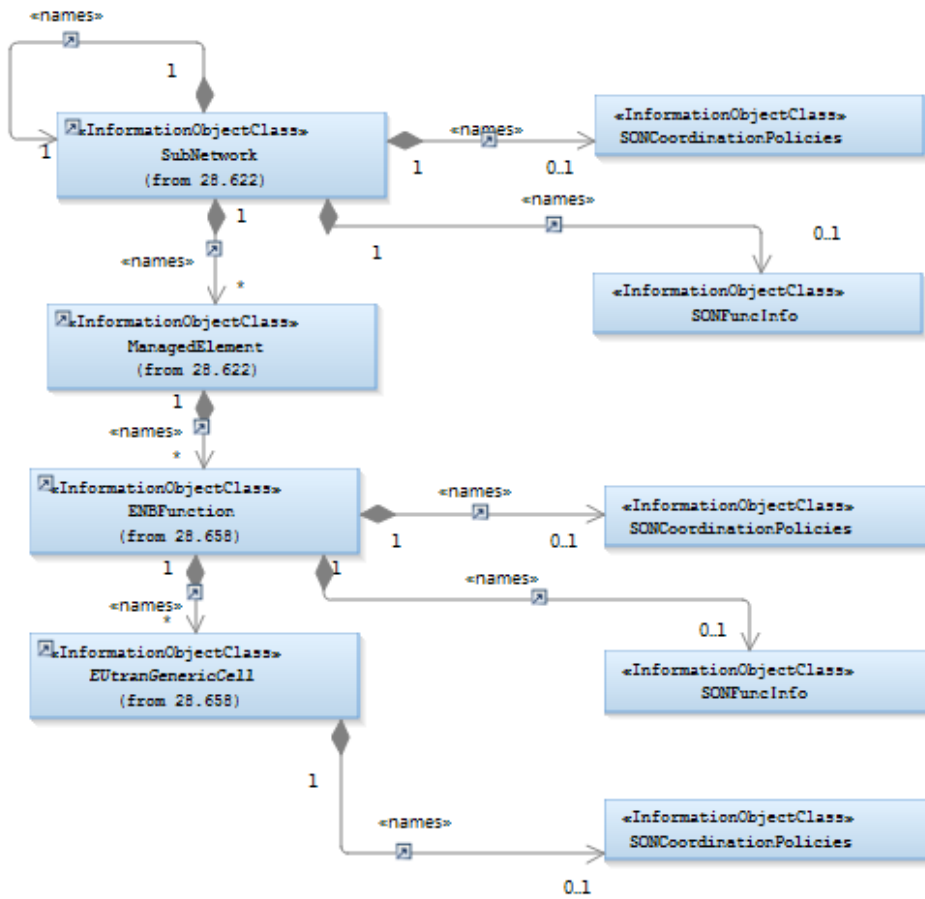 «names»
1
1
«InformationObjectClass»
SubNetwork
(from 28.622)
«names»
1
0..1
«InformationObjectClass»
SONCoordinationPolicies
1
«names»
*
«names»
1
0..1
«InformationObjectClass»
SONFuncInfo
«InformationObjectClass»
ManagedElement
(from 28.622)
1
«names»
*
«InformationObjectClass»
ENBFunction
(from 28.658)
«names»
1
0..1
«InformationObjectClass»
SONCoordinationPolicies
1
«names»
*
1
«names»
0..1
«InformationObjectClass»
SONFuncInfo
«InformationObjectClass»
EUtranGenericCell
(from 28.658)
1
«names»
0..1
«InformationObjectClass»
SONCoordinationPolicies